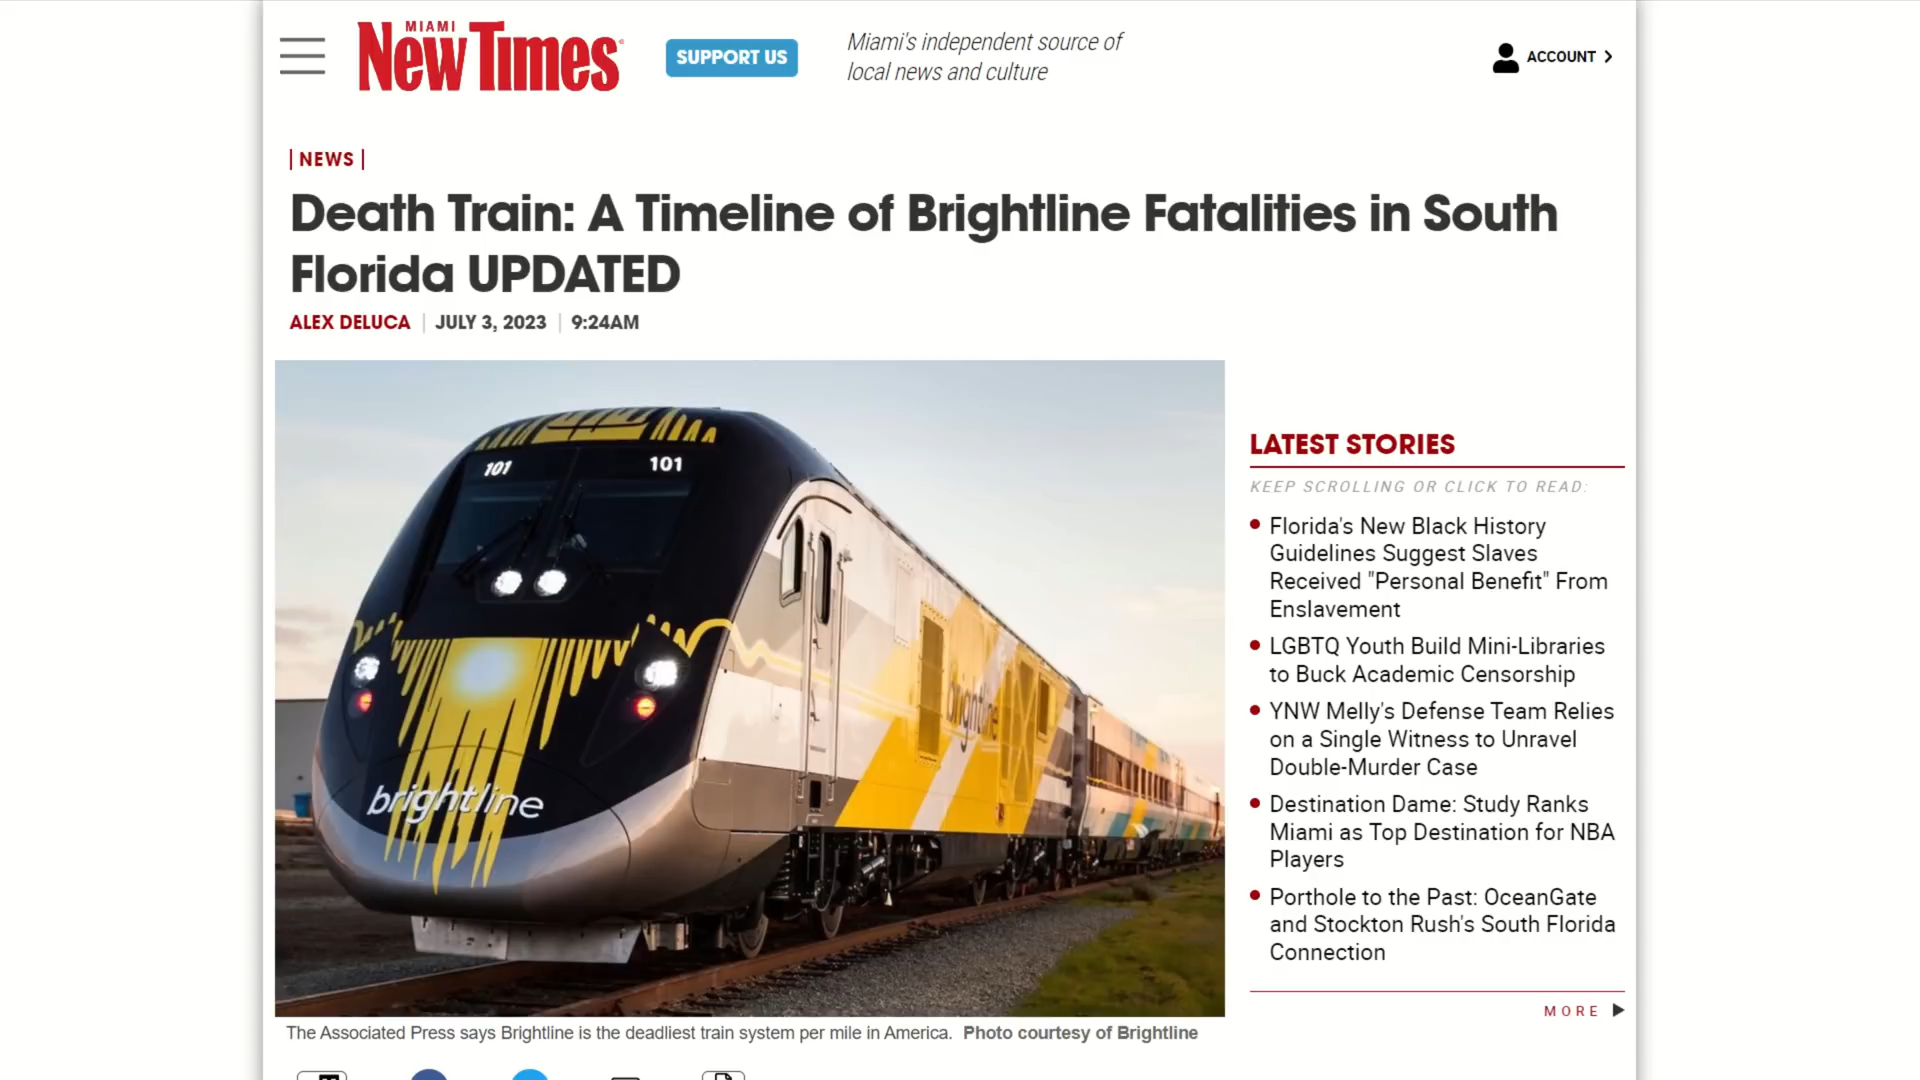 MIAMI
New Times
SUPPORT US
Miami's independent source of
local news and culture
ACCOUNT
| NEWS |
Death Train: A Timeline of Brightline Fatalities in South
Florida UPDATED
ALEX DELUCA | JULY 3, 2023 | 9:24AM
101
101
brightline
brightline
The Associated Press says Brightline is the deadliest train system per mile in America. Photo courtesy of Brightline
LATEST STORIES
KEEP SCROLLING OR CLICK TO READ:
Florida's New Black History
Guidelines Suggest Slaves
Received "Personal Benefit" From
Enslavement
LGBTQ Youth Build Mini-Libraries
to Buck Academic Censorship
YNW Melly's Defense Team Relies
on a Single Witness to Unravel
Double-Murder Case
Destination Dame: Study Ranks
Miami as Top Destination for NBA
Players
Porthole to the Past: OceanGate
and Stockton Rush's South Florida
Connection
MORE